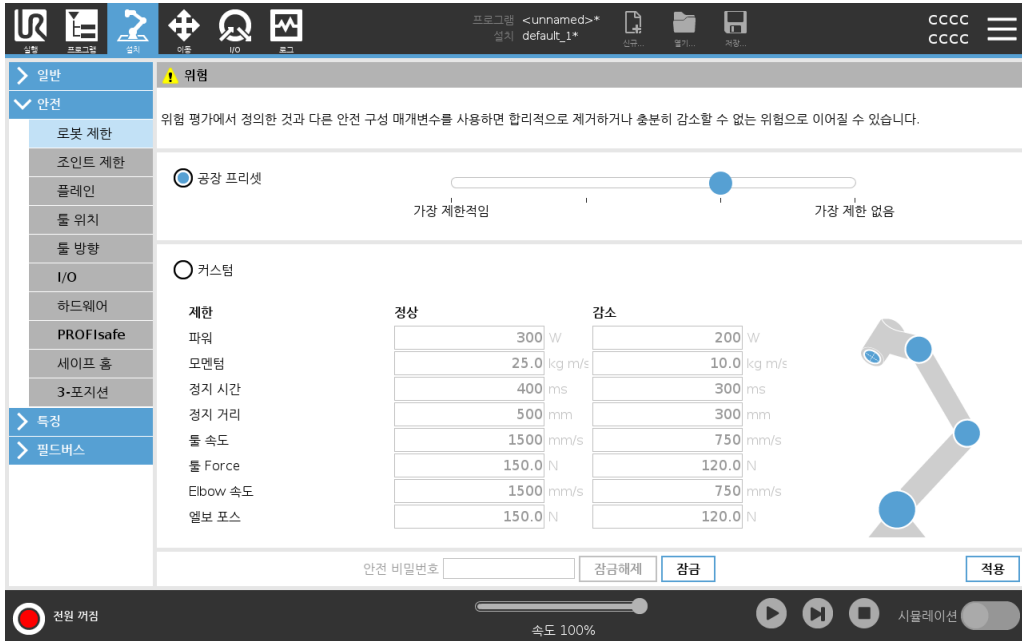 UR
실행
프로그램
설치
이동
I/O
로그
프로그램 <unnamed>*
설치 default_1*
신규...
열기...
저장...
cccc
cccc
일반
안전
로봇 제한
조인트 제한
플레인
툴 위치
툴 방향
I/O
하드웨어
PROFIsafe
세이프 홈
3-포지션
특징
필드버스
위험
위험 평가에서 정의한 것과 다른 안전 구성 매개변수를 사용하면 합리적으로 제거하거나 충분히 감소할 수 없는 위험으로 이어질 수 있습니다.
공장 프리셋
가장 제한적임 가장 제한 없음
커스텀
제한 정상 감소
파워 300 W 200 W
모멘텀 25.0 kg m/s 10.0 kg m/s
정지 시간 400 ms 300 ms
정지 거리 500 mm 300 mm
툴 속도 1500 mm/s 750 mm/s
툴 Force 150.0 N 120.0 N
Elbow 속도 1500 mm/s 750 mm/s
엘보 포스 150.0 N 120.0 N
안전 비밀번호 잠금해제 잠금 적용
전원 꺼짐
속도 100%
시뮬레이션